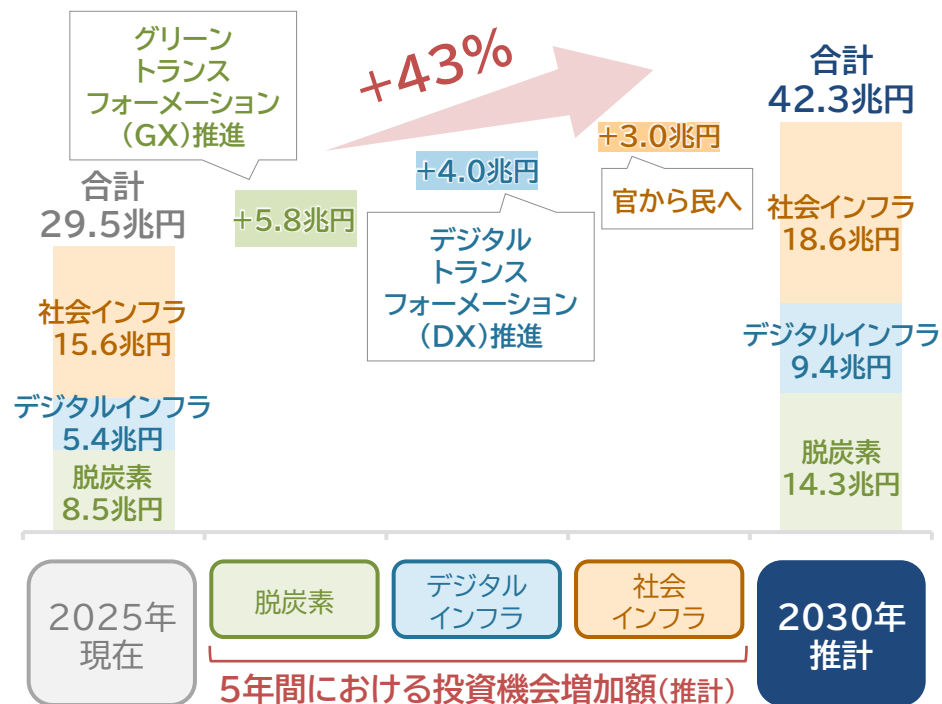 グリーン
トランス
フォーメーション
（GX）推進
+43%
合計
29.5兆円
+5.8兆円
+4.0兆円
デジタル
トランス
フォーメーション
（DX）推進
+3.0兆円
官から民へ
合計
42.3兆円
社会インフラ
15.6兆円
デジタルインフラ
5.4兆円
脱炭素
8.5兆円
社会インフラ
18.6兆円
デジタルインフラ
9.4兆円
脱炭素
14.3兆円
2025年
現在
脱炭素
デジタル
インフラ
社会
インフラ
2030年
推計
5年間における投資機会増加額（推計）